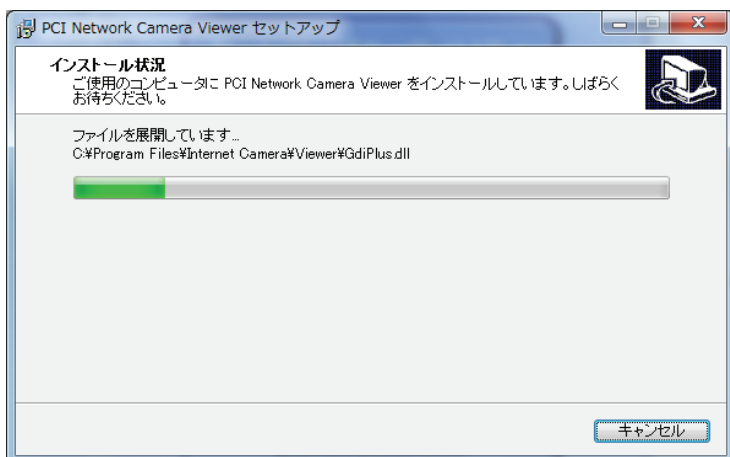 PCI Network Camera Viewer セットアップ
インストール状況
ご使用のコンピュータに PCI Network Camera Viewer をインストールしています。しばらく
お待ちください。
ファイルを展開しています...
C:¥Program Files¥Internet Camera¥Viewer¥GdiPlus.dll
キャンセル